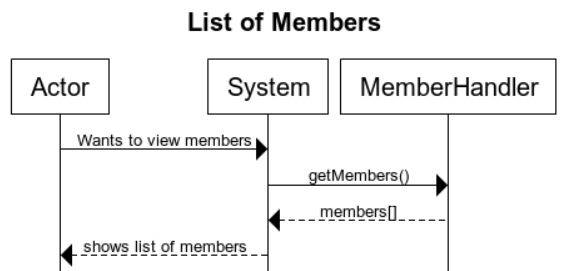 List of Members
Actor
System
MemberHandler
Wants to view members
getMembers()
members[]
shows list of members